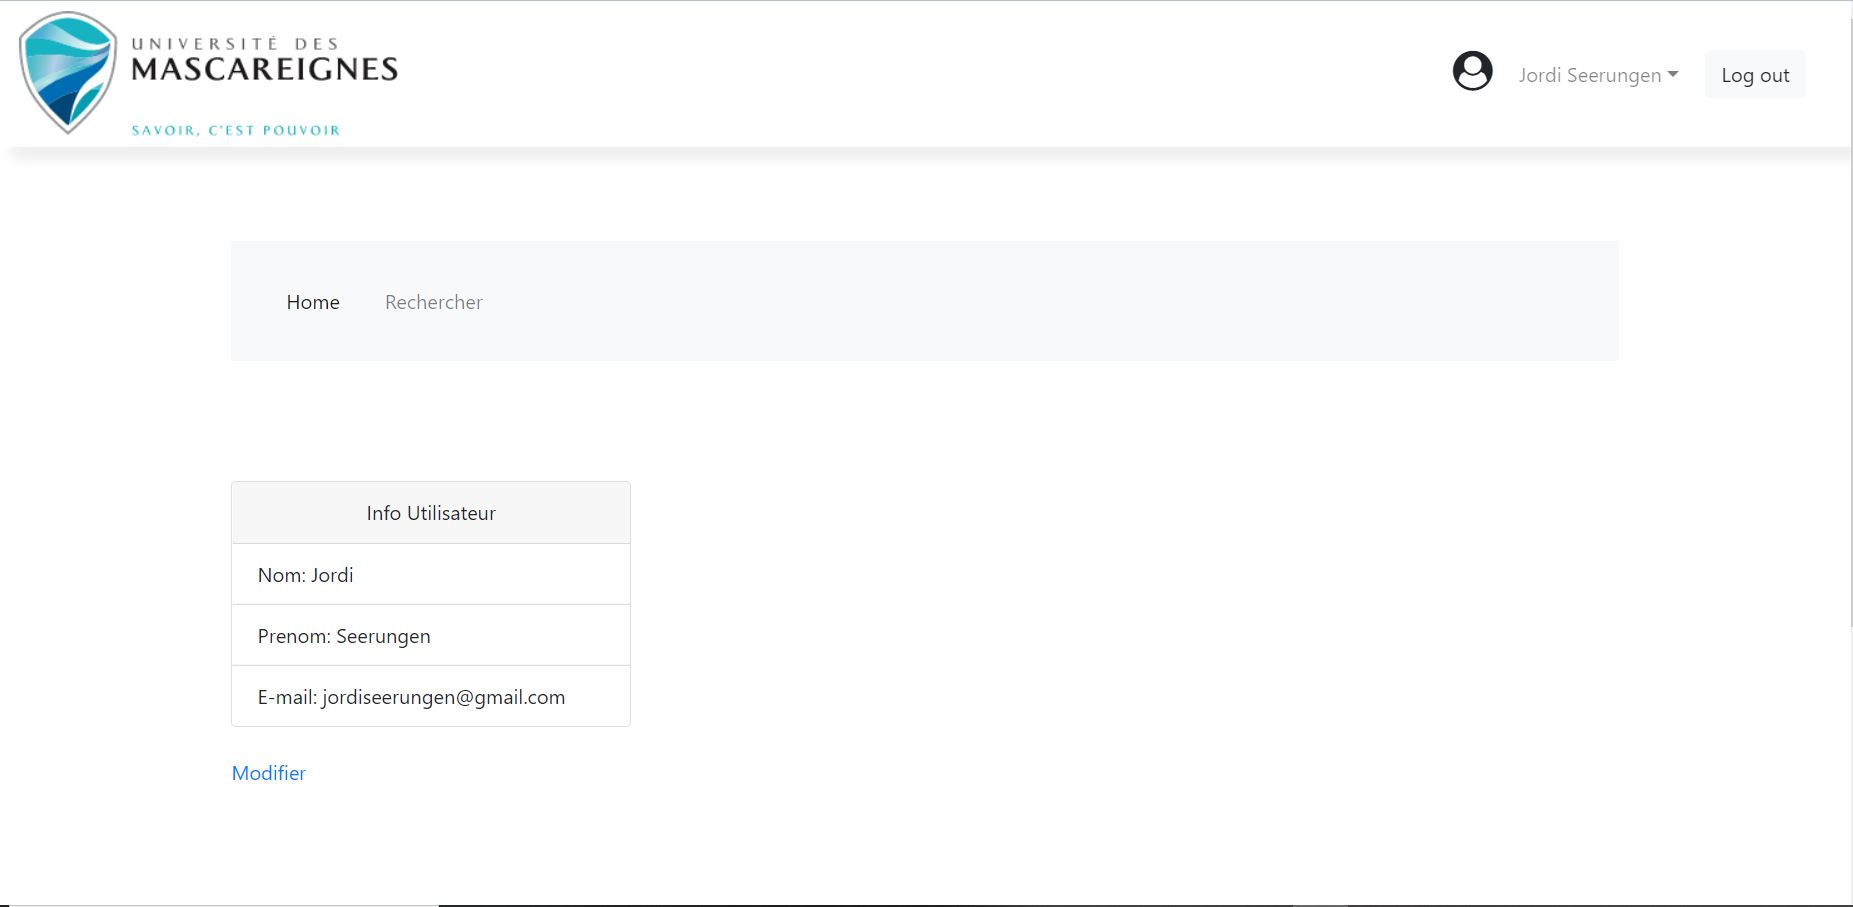 UNIVERSITÉ DES
MASCAREIGNES
SAVOIR, C'EST POUVOIR
Jordi Seerungen
Log out
Home
Rechercher
Info Utilisateur
Nom: Jordi
Prenom: Seerungen
E-mail: jordiseerungen@gmail.com
Modifier